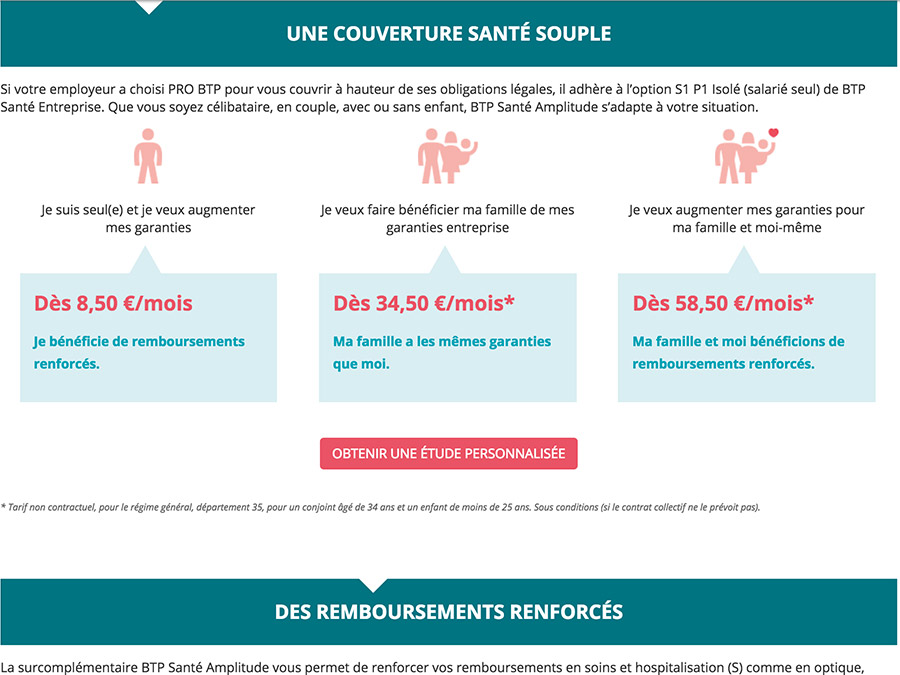 UNE COUVERTURE SANTÉ SOUPLE
Si votre employeur a choisi PRO BTP pour vous couvrir à hauteur de ses obligations légales, il adhère à l’option S1 P1 Isolé (salarié seul) de BTP
Santé Entreprise. Que vous soyez célibataire, en couple, avec ou sans enfant, BTP Santé Amplitude s’adapte à votre situation.
Je suis seul(e) et je veux augmenter
mes garanties
Dès 8,50 €/mois
Je bénéficie de remboursements
renforcés.
Je veux faire bénéficier ma famille de mes
garanties entreprise
Dès 34,50 €/mois*
Ma famille a les mêmes garanties
que moi.
Je veux augmenter mes garanties pour
ma famille et moi-même
Dès 58,50 €/mois*
Ma famille et moi bénéficions de
remboursements renforcés.
OBTENIR UNE ÉTUDE PERSONNALISÉE
* Tarif non contractuel, pour le régime général, département 35, pour un conjoint âgé de 34 ans et un enfant de moins de 25 ans. Sous conditions (si le contrat collectif ne le prévoit pas).
DES REMBOURSEMENTS RENFORCÉS
La surcomplémentaire BTP Santé Amplitude vous permet de renforcer vos remboursements en soins et hospitalisation (S) comme en optique,